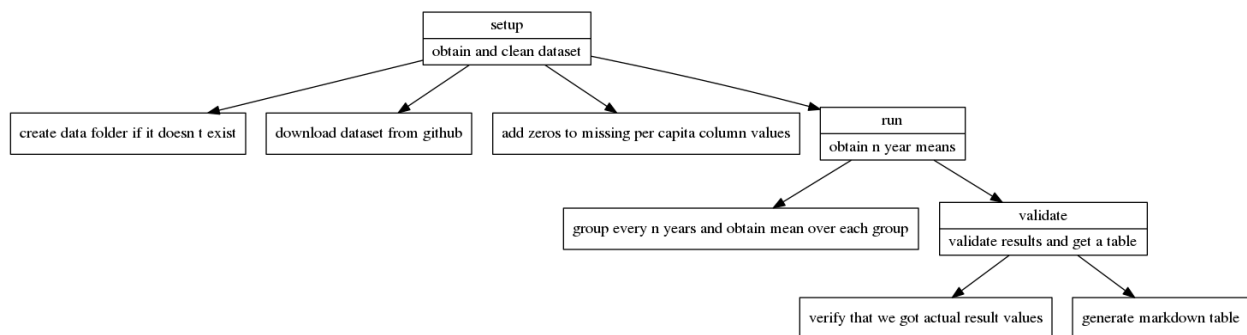 setup
obtain and clean dataset
create data folder if it doesn t exist
download dataset from github
add zeros to missing per capita column values
run
obtain n year means
group every n years and obtain mean over each group
validate
validate results and get a table
verify that we got actual result values
generate markdown table